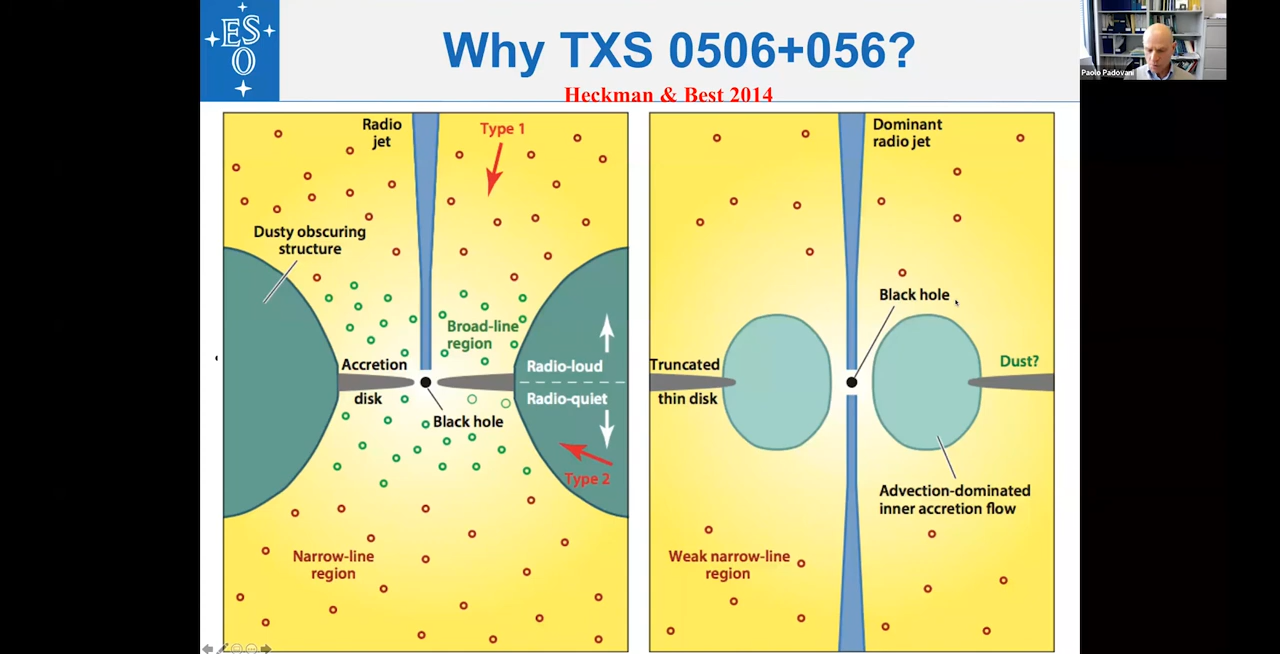 ES
O
Why TXS 0506+056?
Heckman & Best 2014
Paolo Padovani
Radio
jet
Type 1
Dusty obscuring
structure
Broad-line
region
Accretion
disk
Radio-loud
Radio-quiet
Black hole
Type 2
Narrow-line
region
Dominant
radio jet
Black hole
Truncated
thin disk
Dust?
Advection-dominated
inner accretion flow
Weak narrow-line
region